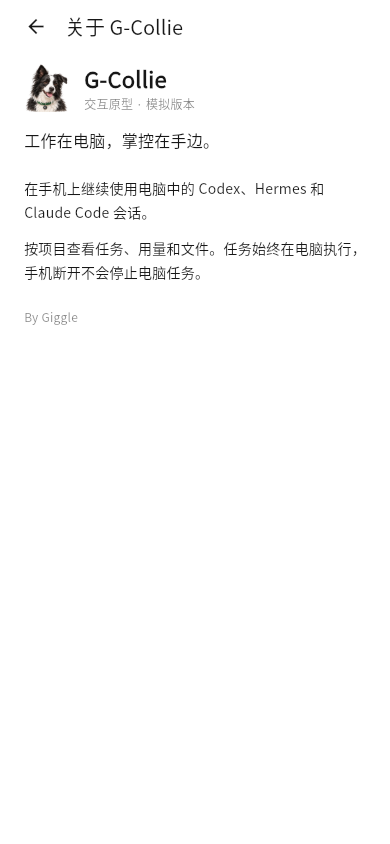 关于 G-Collie
G-Collie
交互原型 · 模拟版本
工作在电脑，掌控在手边。
在手机上继续使用电脑中的 Codex、Hermes 和
Claude Code 会话。
按项目查看任务、用量和文件。任务始终在电脑执行，
手机断开不会停止电脑任务。
By Giggle